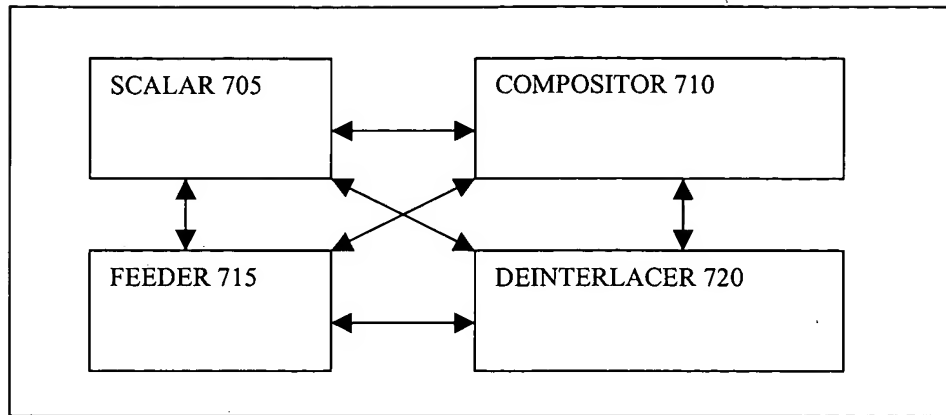 SCALAR 705
COMPOSITOR 710
FEEDER 715
DEINTERLACER 720